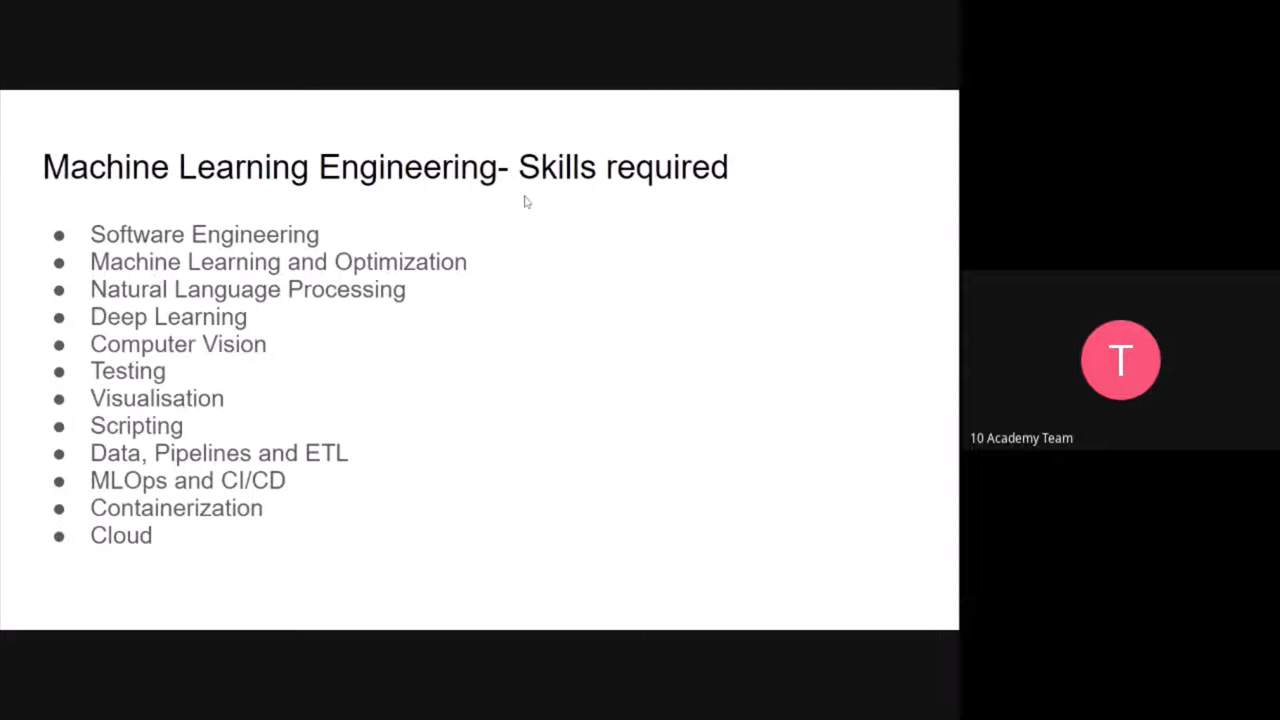 Machine Learning Engineering- Skills required
● Software Engineering
● Machine Learning and Optimization
● Natural Language Processing
● Deep Learning
● Computer Vision
● Testing
● Visualisation
● Scripting
● Data, Pipelines and ETL
● MLOps and CI/CD
● Containerization
● Cloud
T
10 Academy Team